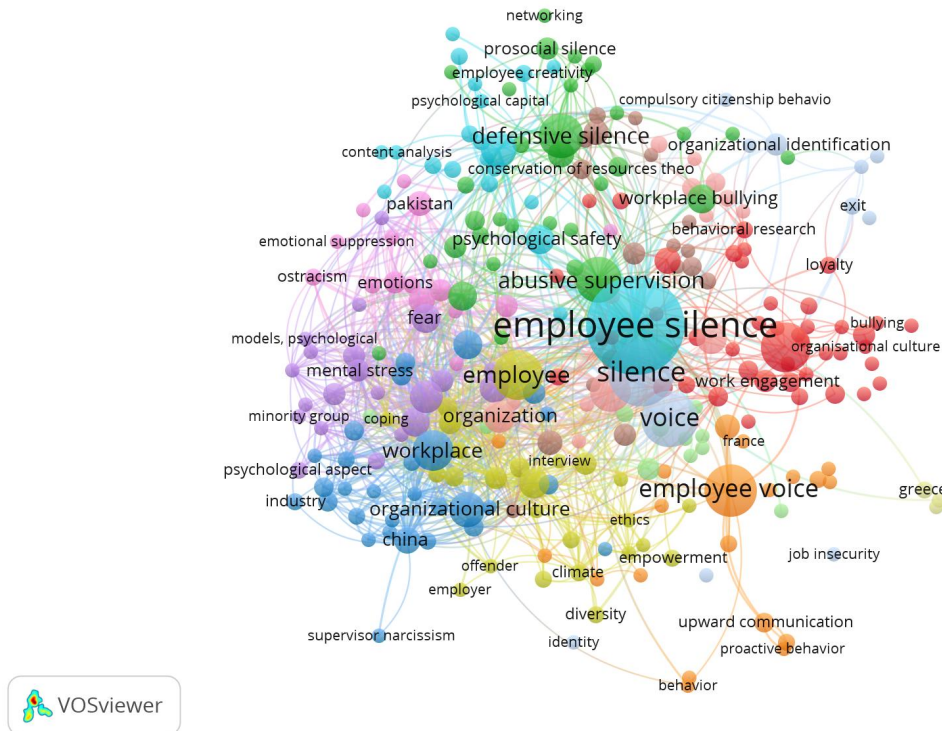 networking
prosocial silence
employee creativity
psychological capital
compulsory citizenship behavio
defensive silence
organizational identification
content analysis
conservation of resources theo
workplace bullying
pakistan
exit
behavioral research
emotional suppression
psychological safety
loyalty
ostracism
emotions
abusive supervision
fear
employee silence
bullying
models, psychological
organisational culture
mental stress
employee
silence
work engagement
minority group
coping
organization
voice
france
workplace
interview
psychological aspect
employee voice
greece
industry
organizational culture
ethics
china
job insecurity
empowerment
offender
climate
employer
diversity
upward communication
supervisor narcissism
identity
proactive behavior
behavior
VOSviewer